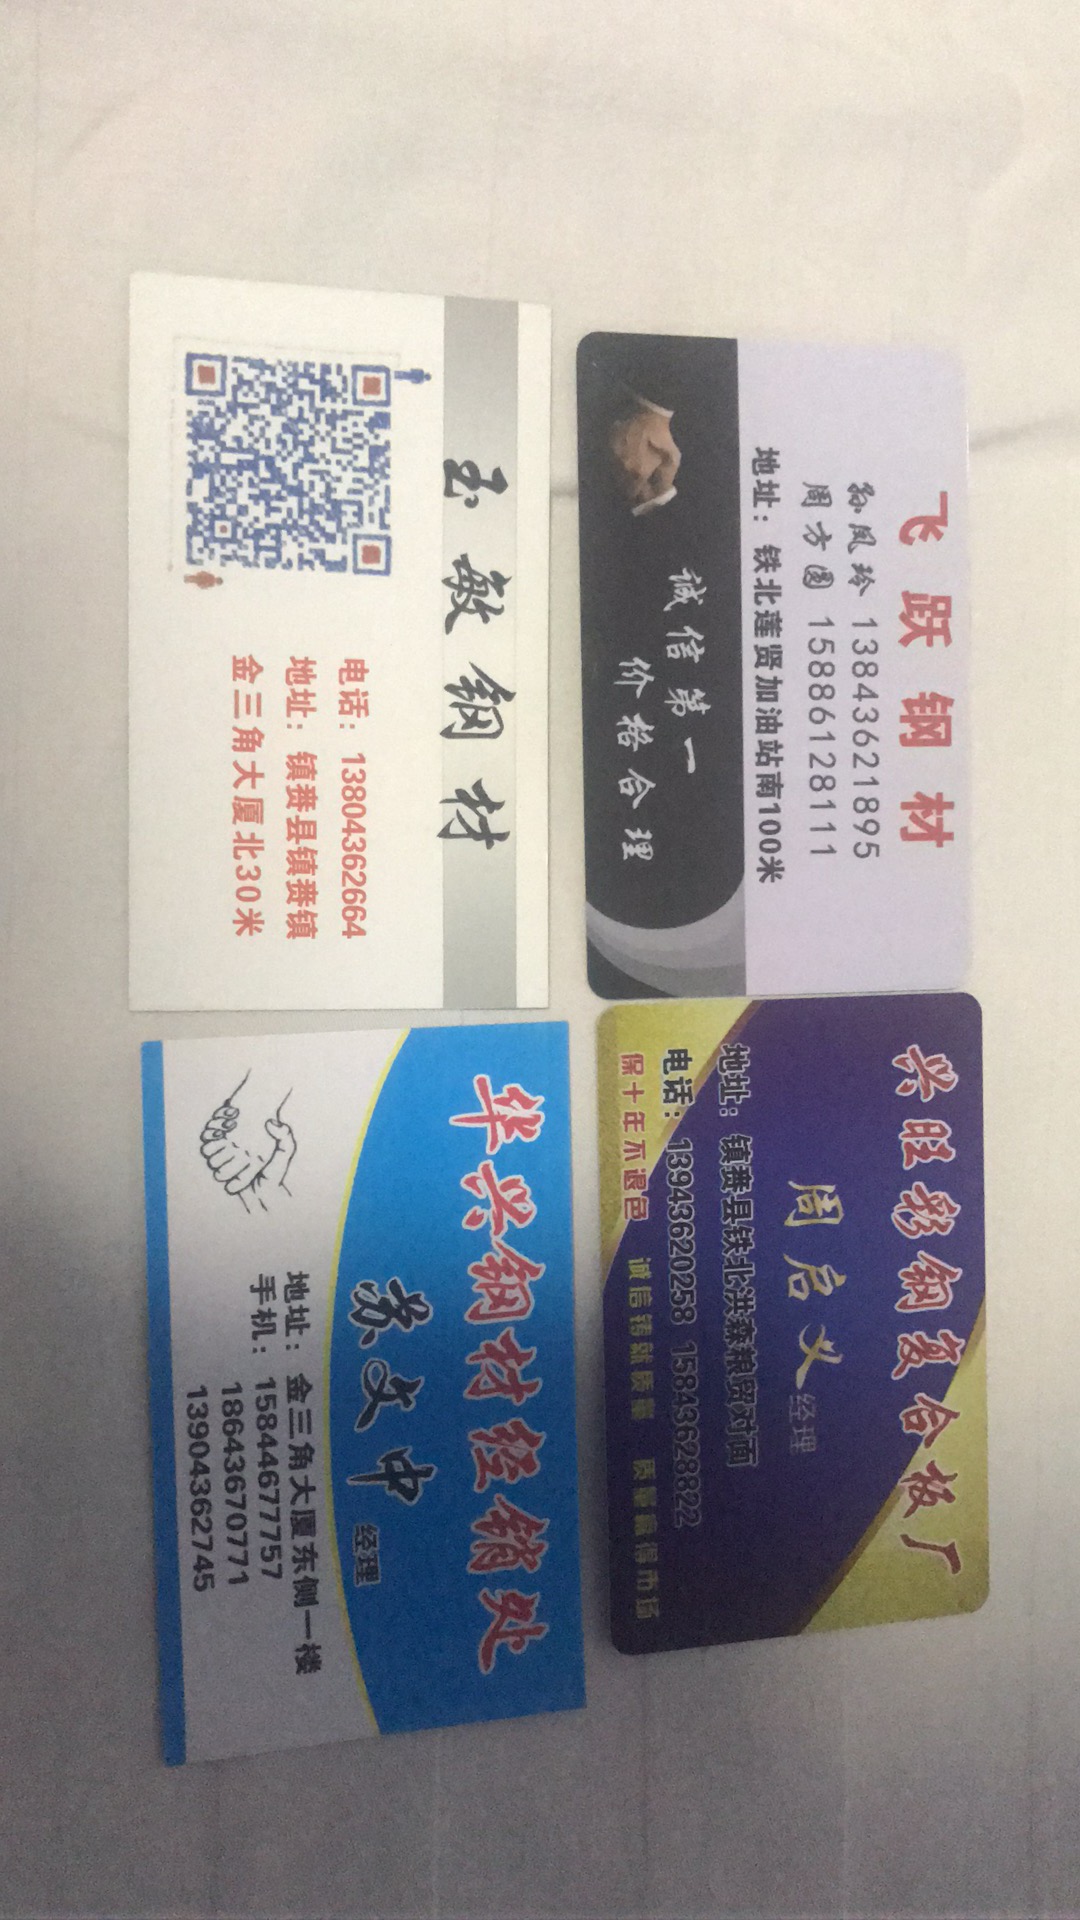 飞跃钢材
孙凤玲 13843621895
周方圆 15886128111
地址：铁北莲贤加油站南100米
诚信第一
价格合理
兴旺彩钢复合板厂
周启义 经理
地址：镇赉县铁北洪森粮贸对面
电话：13943620258 15843628822
保十年不退色 诚信铸就质量 质量赢得市场
玉敏钢材
电话：13804362664
地址：镇赉县镇赉镇
金三角大厦北30米
华兴钢材经销处
苏文中 经理
地址：金三角大厦东侧一楼
手机：15844677757
18643670771
13904362745